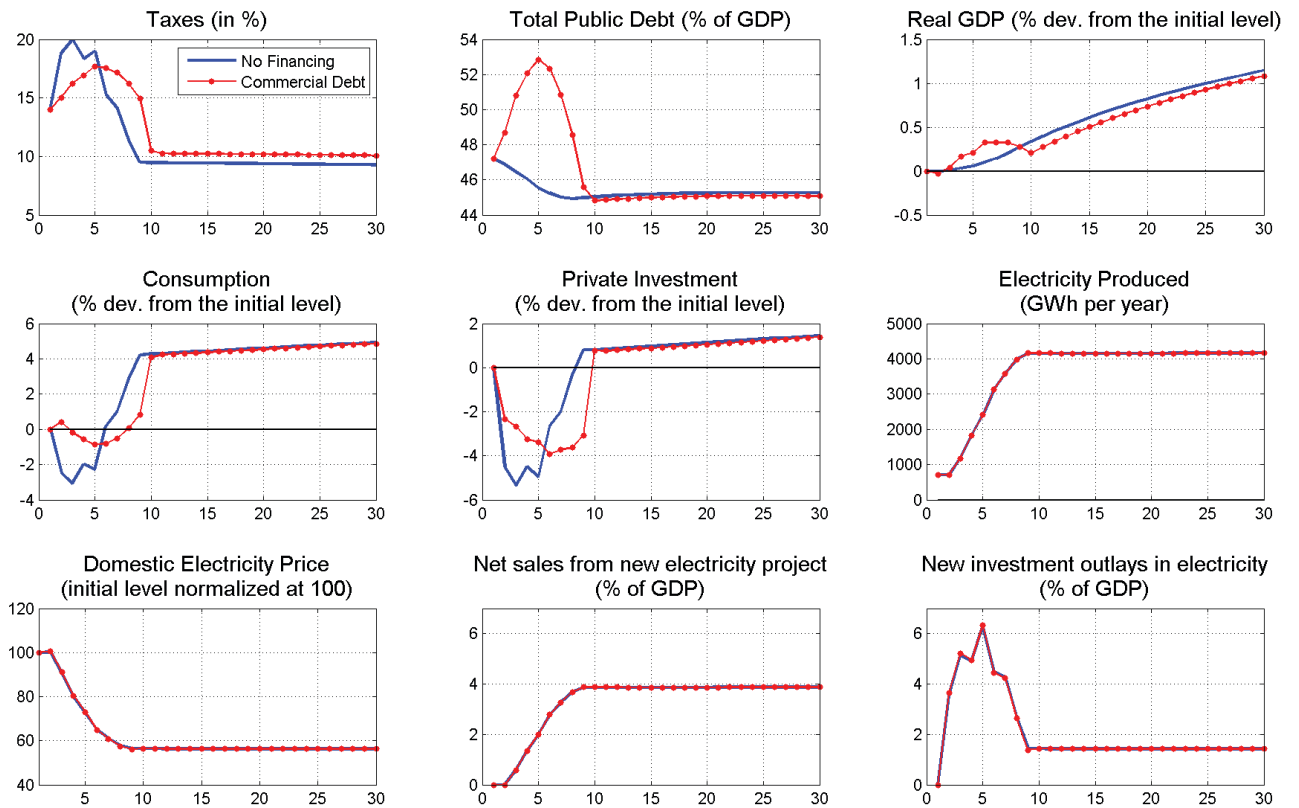 Taxes (in %)
20
15
10
5
0 5 10 15 20 25 30
No Financing
Commercial Debt
Total Public Debt (% of GDP)
54
52
50
48
46
44
0 5 10 15 20 25 30
Real GDP (% dev. from the initial level)
1.5
1
0.5
0
-0.5
5 10 15 20 25 30
Consumption
(% dev. from the initial level)
6
4
2
0
-2
-4
0 5 10 15 20 25 30
Private Investment
(% dev. from the initial level)
2
0
-2
-4
-6
0 5 10 15 20 25 30
Electricity Produced
(GWh per year)
5000
4000
3000
2000
1000
0
0 5 10 15 20 25 30
Domestic Electricity Price
(initial level normalized at 100)
120
100
80
60
40
5 10 15 20 25 30
Net sales from new electricity project
(% of GDP)
6
4
2
0
0 5 10 15 20 25 30
New investment outlays in electricity
(% of GDP)
6
4
2
0
0 5 10 15 20 25 30